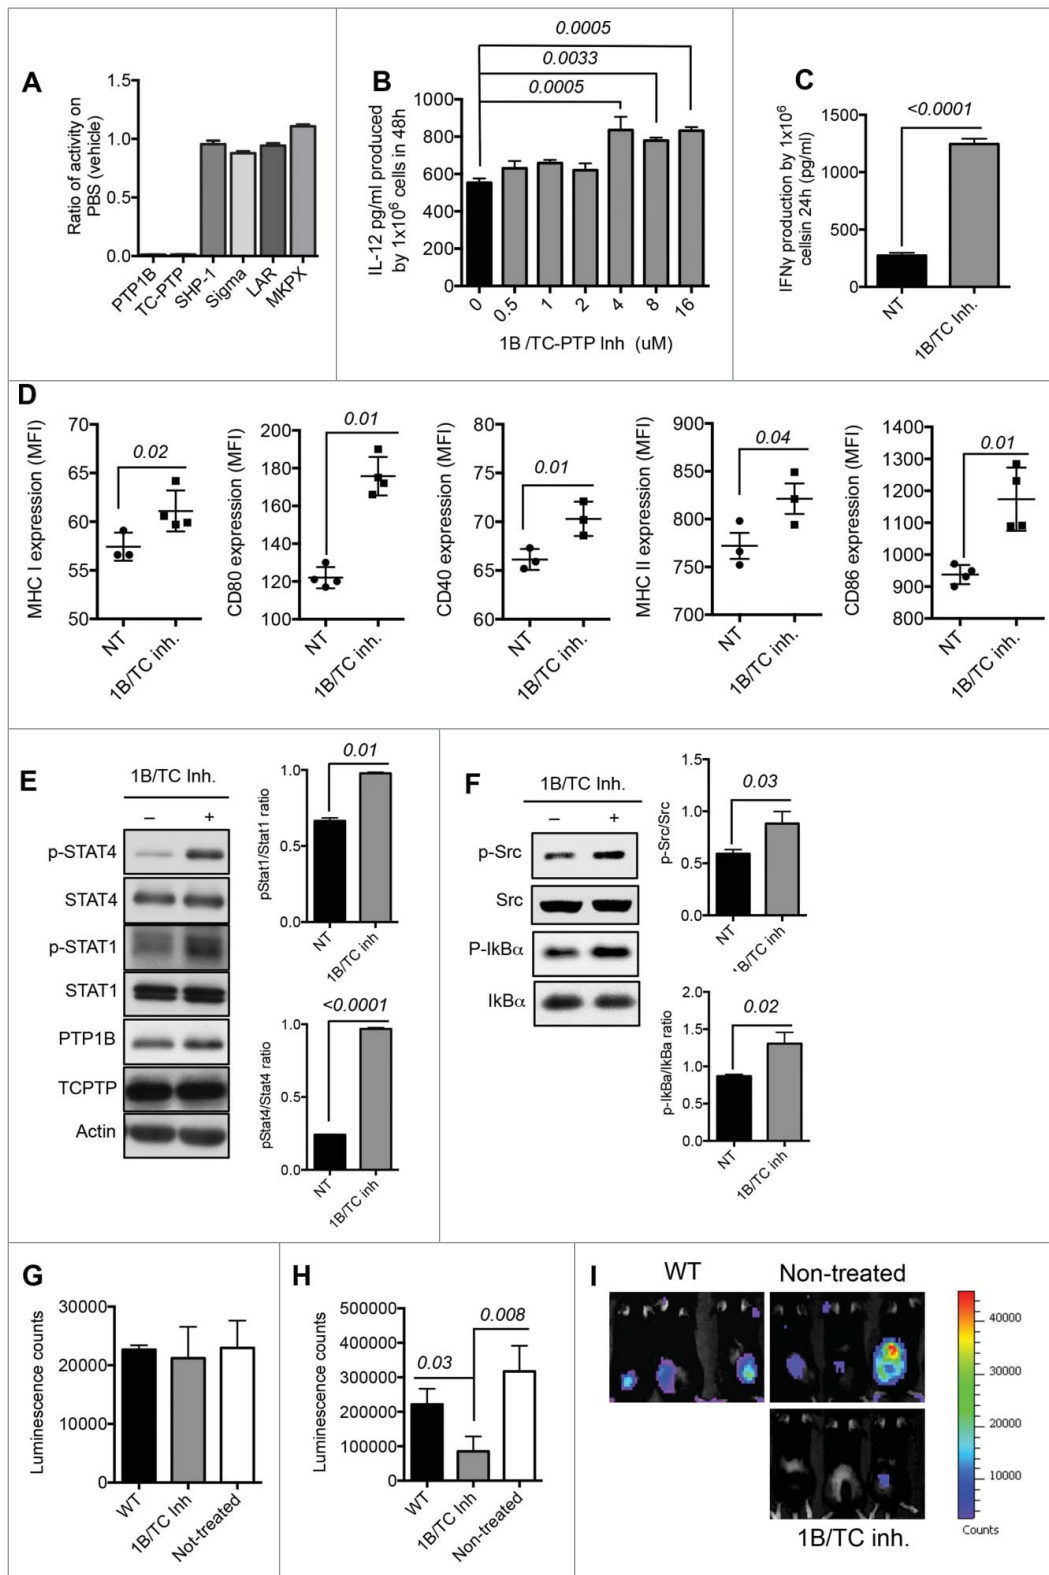 A
Ratio of activity on
PBS (vehicle)
1.5
1.0
0.5
0.0
PTP1B
TC-PTP
SHP-1
Sigma
LAR
MKPX
B
0.0005
0.0033
0.0005
IL-12 pg/ml produced
by 1x10⁶ cells in 48h
1000
800
600
400
200
0
0
0.5
1
2
4
8
16
1B /TC-PTP Inh (uM)
C
<0.0001
IFNγ production by 1x10⁶
cellsin 24h (pg/ml)
1500
1000
500
0
NT
1B/TC Inh.
D
MHC I expression (MFI)
70
65
60
55
50
0.02
NT
1B/TC inh.
CD80 expression (MFI)
200
180
160
140
120
100
0.01
NT
1B/TC inh.
CD40 expression (MFI)
80
75
70
65
60
0.01
NT
1B/TC inh.
MHC II expression (MFI)
900
850
800
750
700
0.04
NT
1B/TC inh.
CD86 expression (MFI)
1400
1300
1200
1100
1000
900
800
0.01
NT
1B/TC inh.
E
1B/TC Inh.
– +
p-STAT4
STAT4
p-STAT1
STAT1
PTP1B
TCPTP
Actin
pStat1/Stat1 ratio
1.0
0.5
0.0
0.01
NT
1B/TC inh
pStat4/Stat4 ratio
<0.0001
1.0
0.5
0.0
NT
1B/TC inh
F
1B/TC Inh.
– +
p-Src
Src
P-IkBα
IkBα
p-Src/Src
1.5
1.0
0.5
0.0
0.03
NT
1B/TC inh
p-IkBa/IkBa ratio
2.0
1.5
1.0
0.5
0.0
0.02
NT
1B/TC inh
G
Luminescence counts
30000
20000
10000
0
WT
1B/TC Inh
Not-treated
H
Luminescence counts
500000
400000
300000
200000
100000
0
0.03
0.008
WT
1B/TC Inh
Non-treated
I
WT
Non-treated
1B/TC inh.
40000
30000
20000
10000
Counts